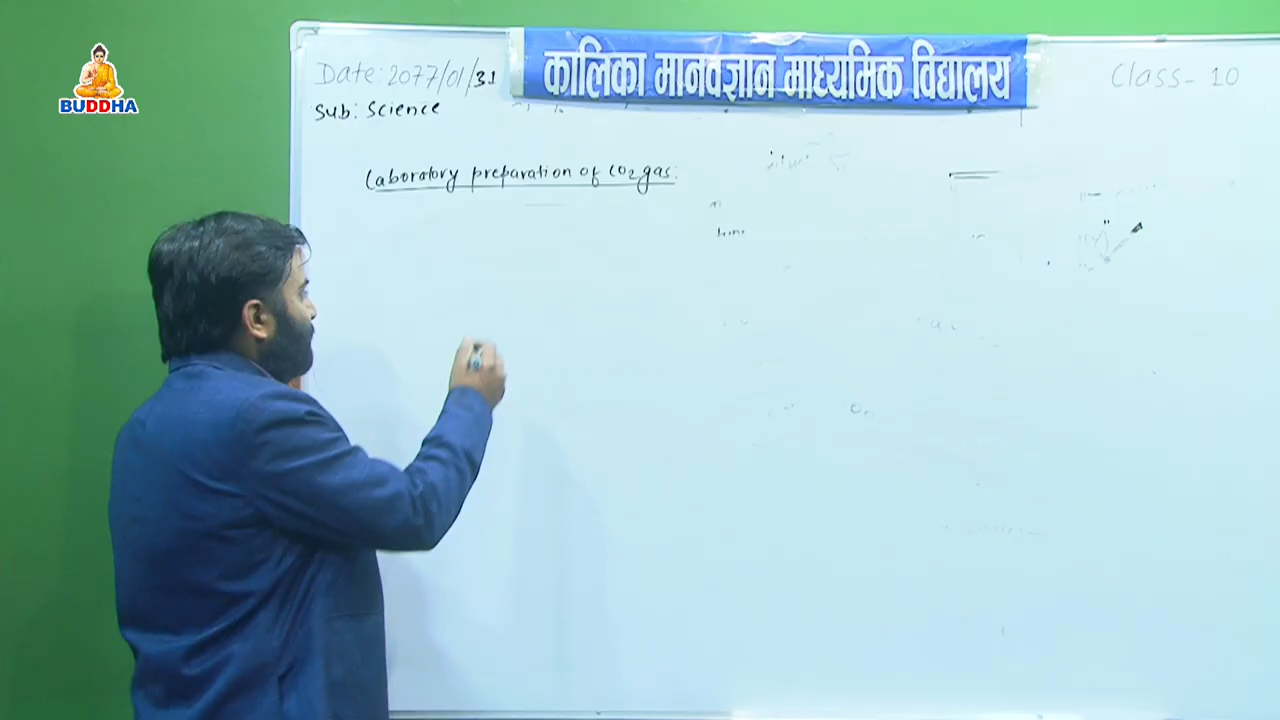 BUDDHA
Date: 2077/01/31
कालिका मानवज्ञान माध्यमिक विद्यालय
Class- 10
Sub: Science
Laboratory preparation of CO2 gas: